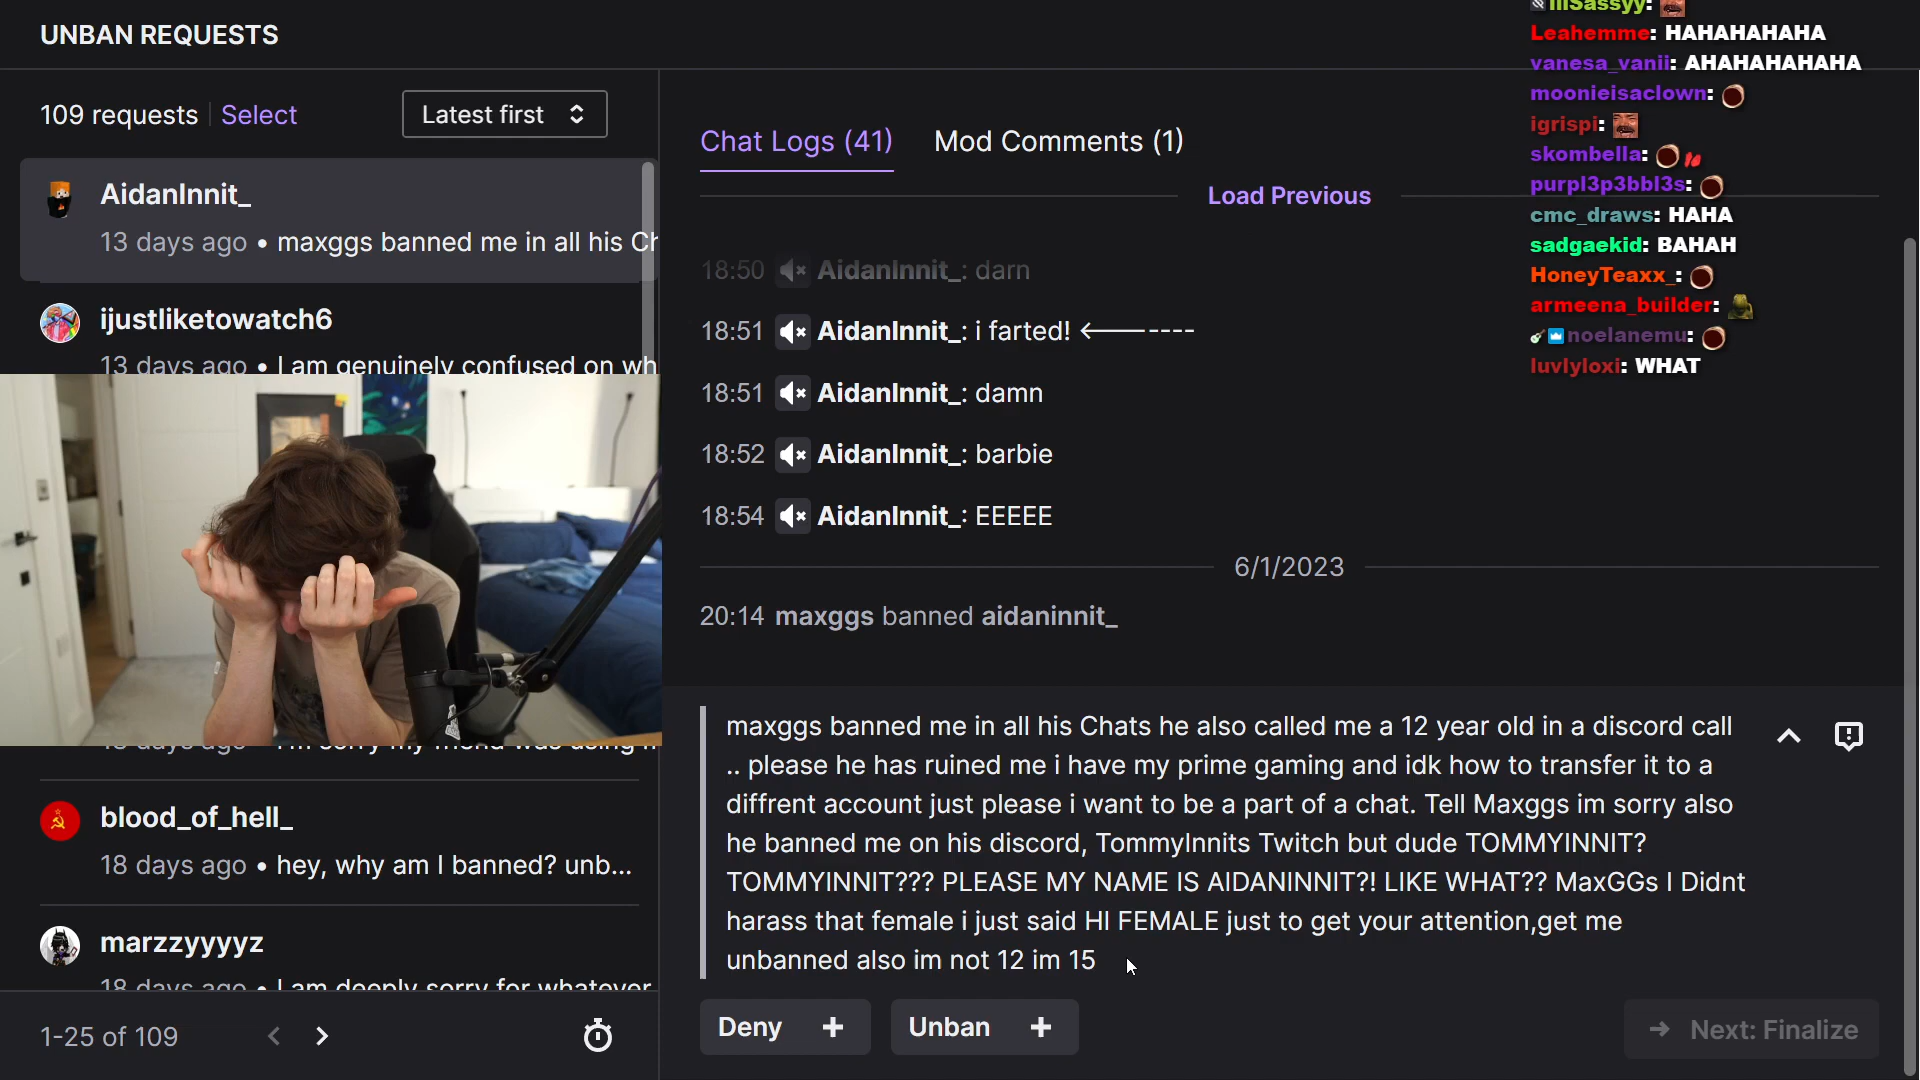 UNBAN REQUESTS
109 requests
Select
Latest first
AidanInnit_
13 days ago • maxggs banned me in all his Ch
ijustliketowatch6
13 days ago • I am genuinely confused on wh
blood_of_hell_
18 days ago • hey, why am I banned? unb...
marzzyyyyz
18 days ago • I am deeply sorry for whatever
1-25 of 109
Chat Logs (41)
Mod Comments (1)
Load Previous
18:50 AidanInnit_: darn
18:51 AidanInnit_: i farted! <-------
18:51 AidanInnit_: damn
18:52 AidanInnit_: barbie
18:54 AidanInnit_: EEEEE
6/1/2023
20:14 maxggs banned aidaninnit_
maxggs banned me in all his Chats he also called me a 12 year old in a discord call
.. please he has ruined me i have my prime gaming and idk how to transfer it to a
diffrent account just please i want to be a part of a chat. Tell Maxggs im sorry also
he banned me on his discord, TommyInnits Twitch but dude TOMMYINNIT?
TOMMYINNIT??? PLEASE MY NAME IS AIDANINNIT?! LIKE WHAT?? MaxGGs I Didnt
harass that female i just said HI FEMALE just to get your attention,get me
unbanned also im not 12 im 15
Deny +
Unban +
Next: Finalize
Leahemme: HAHAHAHAHA
vanesa_vanii: AHAHAHAHAHA
moonieisaclown:
igrispi:
skombella:
purpl3p3bbl3s:
cmc_draws: HAHA
sadgaekid: BAHAH
HoneyTeaxx_:
armeena_builder:
noelanemu:
luvlyloxi: WHAT